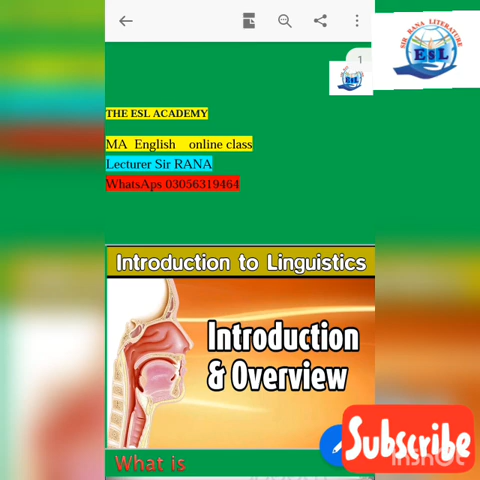 1
SIR RANA LITERATURE
ESL
THE ESL ACADEMY
MA English online class
Lecturer Sir RANA
WhatsAps 03056319464
Introduction to Linguistics
Introduction
& Overview
Subscribe
InShOt
What is